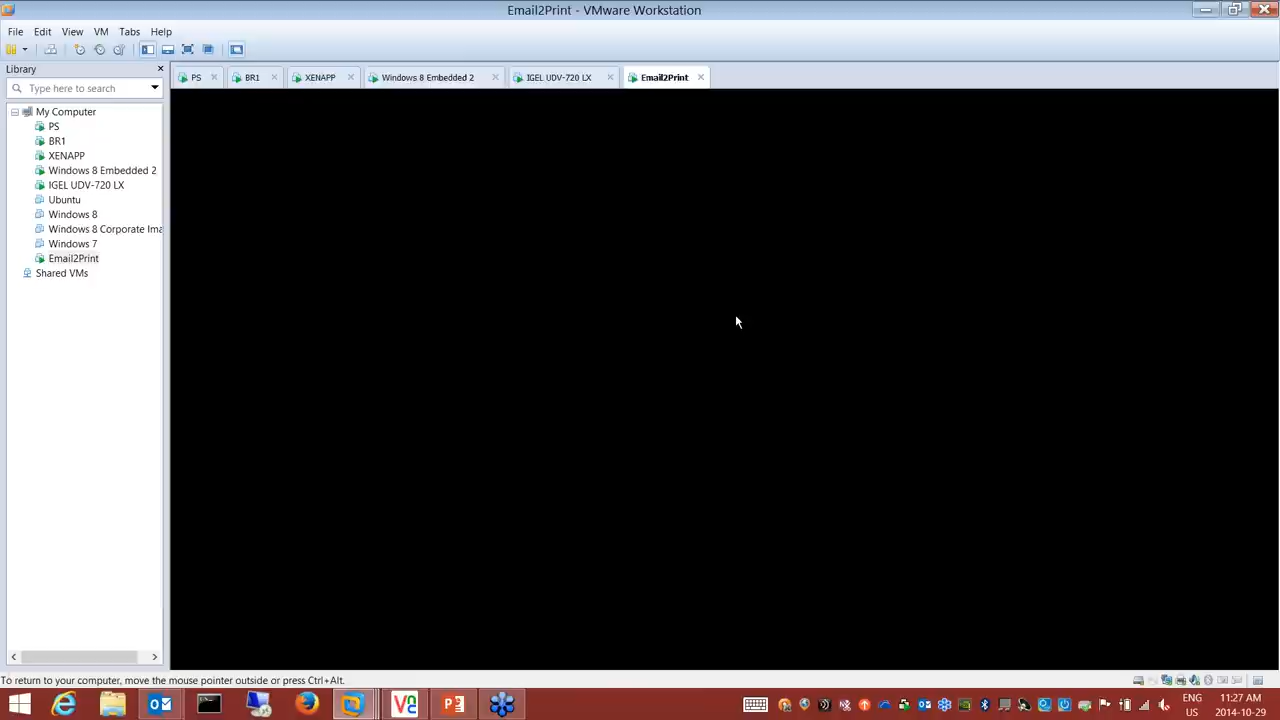 Email2Print - VMware Workstation
File Edit View VM Tabs Help
Library
Type here to search
PS BR1 XENAPP Windows 8 Embedded 2 IGEL UDV-720 LX Email2Print
My Computer
PS
BR1
XENAPP
Windows 8 Embedded 2
IGEL UDV-720 LX
Ubuntu
Windows 8
Windows 8 Corporate Ima
Windows 7
Email2Print
Shared VMs
To return to your computer, move the mouse pointer outside or press Ctrl+Alt.
ENG 11:27 AM
US 2014-10-29